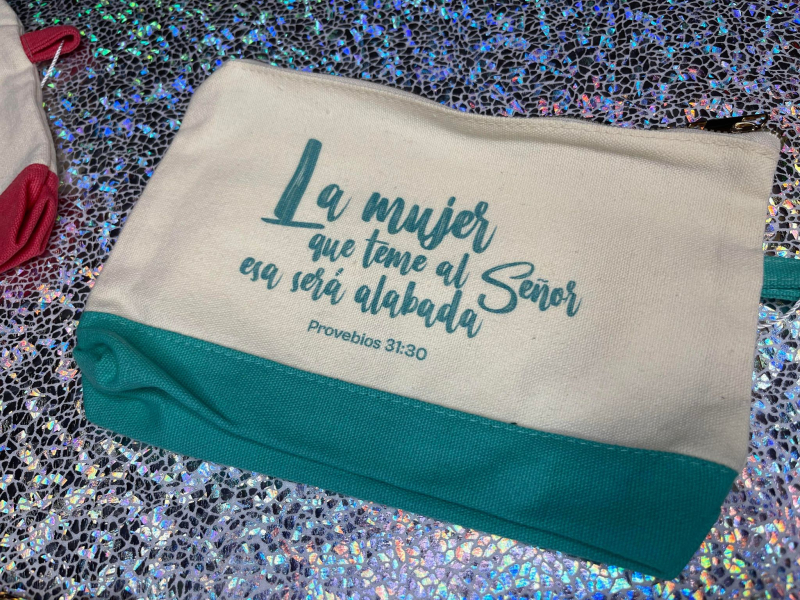 La mujer
que teme al Señor
esa será alabada
Provebios 31:30